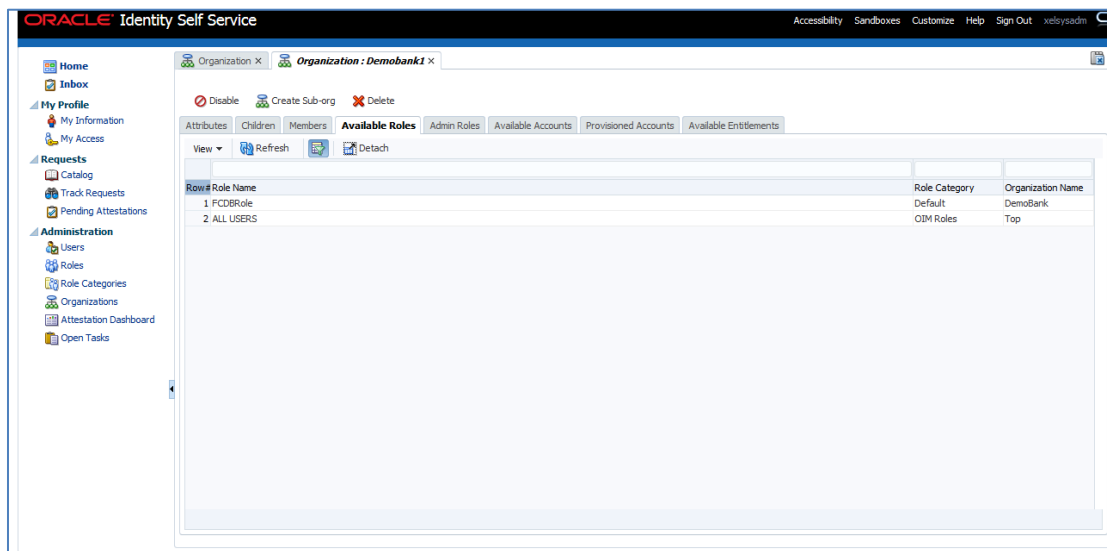 ORACLE Identity Self Service
Accessibility Sandboxes Customize Help Sign Out xelsysadm
Home
Inbox
My Profile
My Information
My Access
Requests
Catalog
Track Requests
Pending Attestations
Administration
Users
Roles
Role Categories
Organizations
Attestation Dashboard
Open Tasks
Organization Organization : Demobank1
Disable Create Sub-org Delete
Attributes Children Members Available Roles Admin Roles Available Accounts Provisioned Accounts Available Entitlements
View Refresh Detach
Row# Role Name Role Category Organization Name
1 FCDBRole Default DemoBank
2 ALL USERS OIM Roles Top